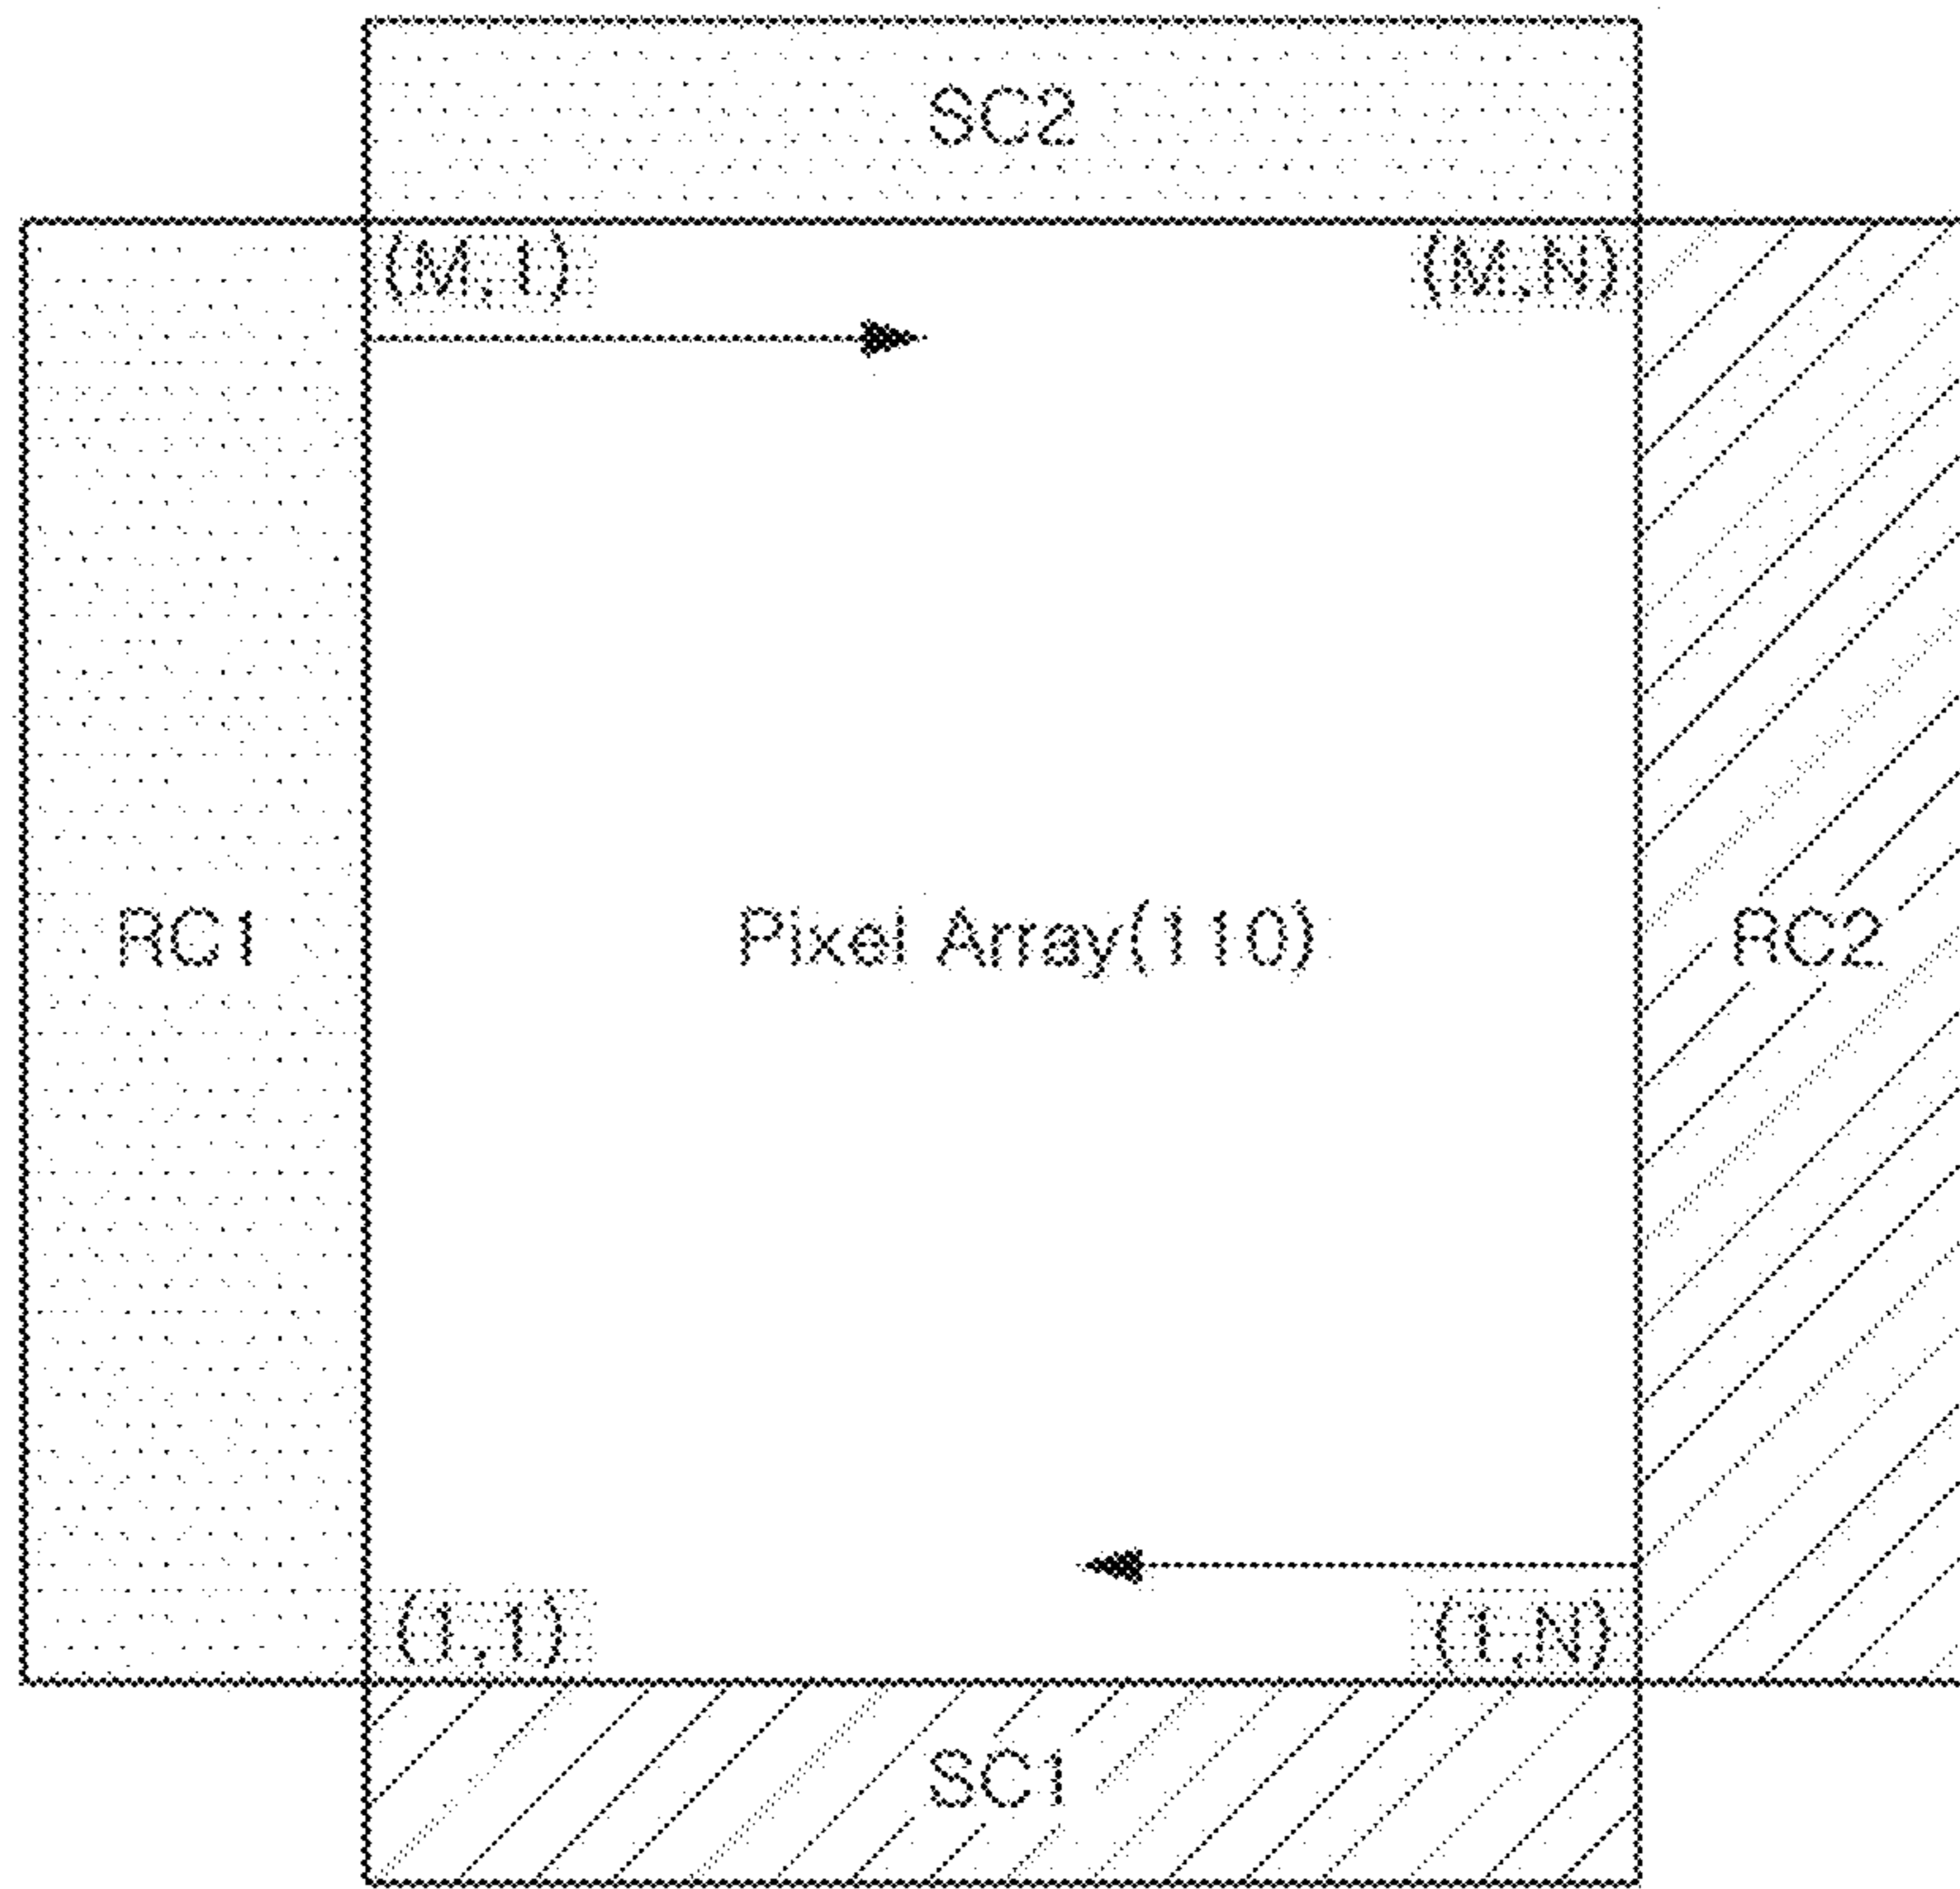 SC2
(M,1) (M,N)
RC1 Pixel Array(110) RC2
(1,1) (1,N)
SC1